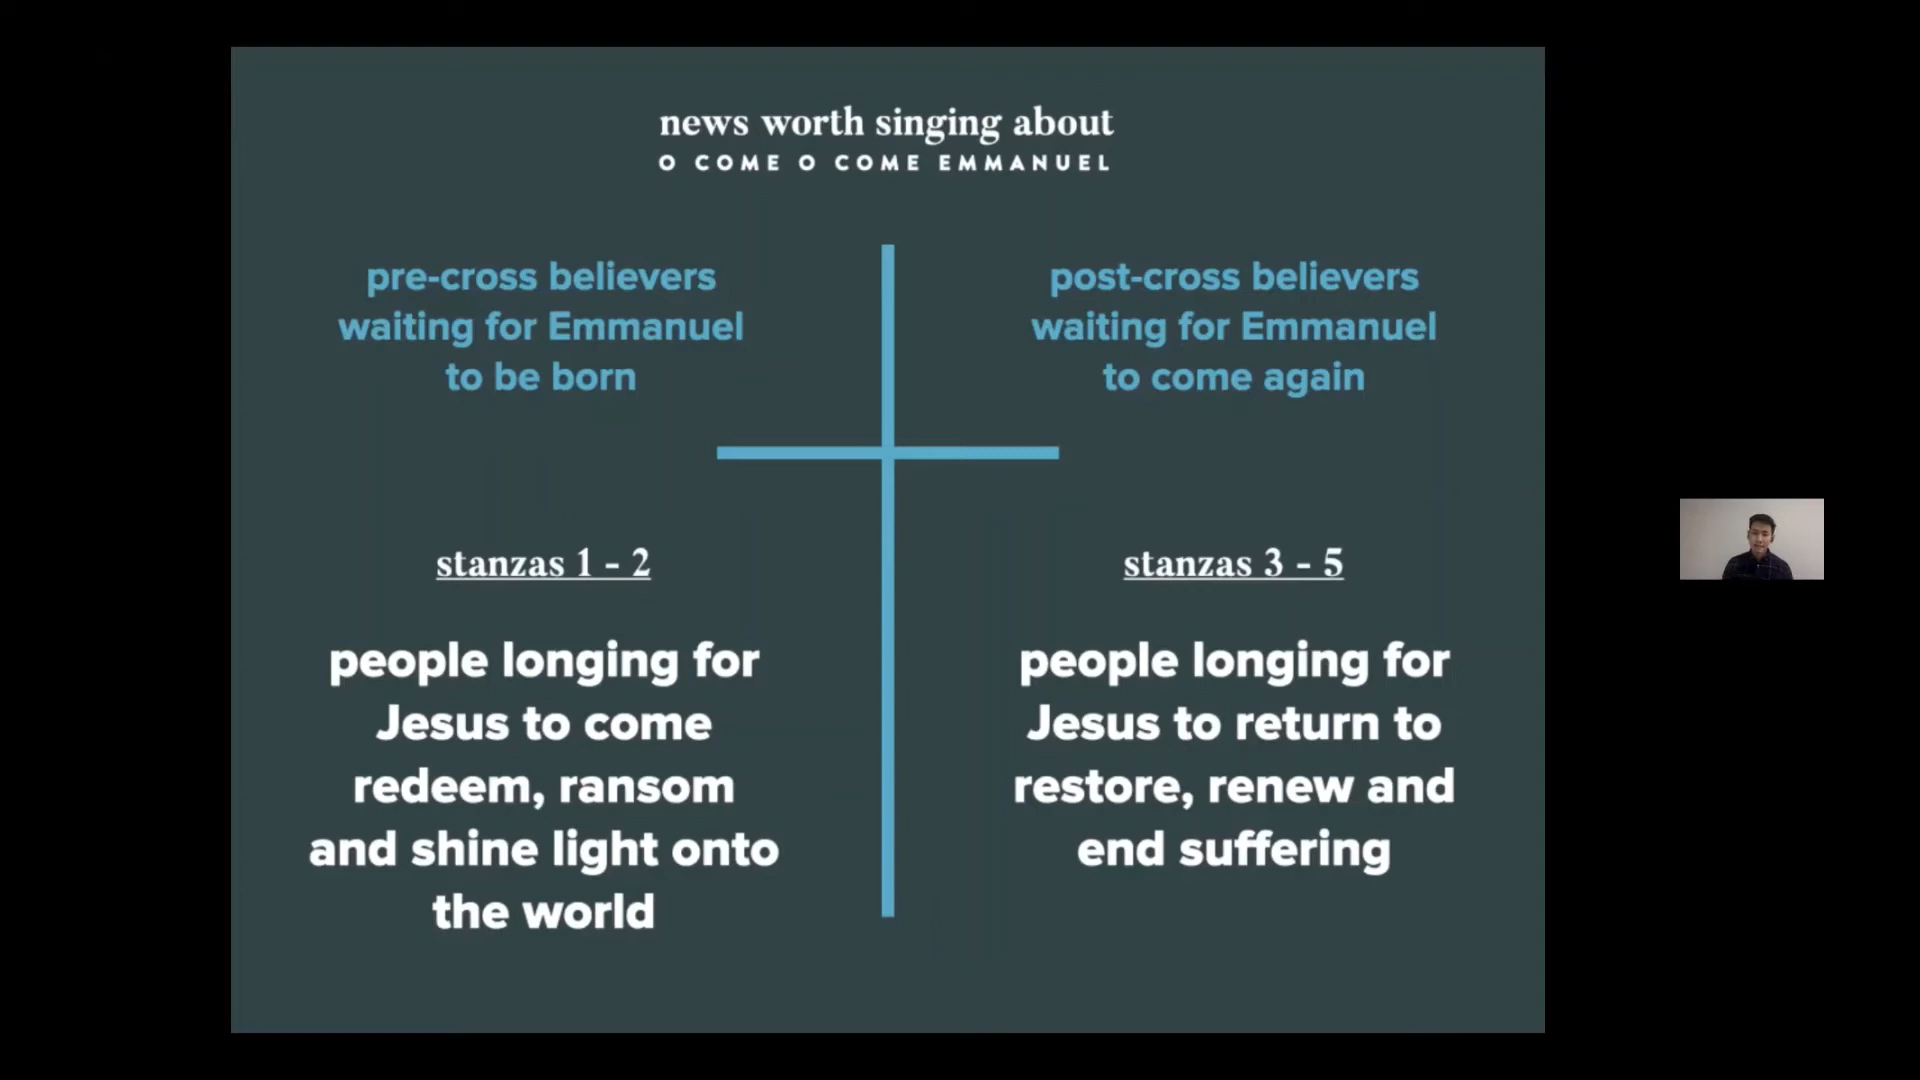 news worth singing about
O COME O COME EMMANUEL
pre-cross believers
waiting for Emmanuel
to be born
post-cross believers
waiting for Emmanuel
to come again
stanzas 1 - 2
people longing for
Jesus to come
redeem, ransom
and shine light onto
the world
stanzas 3 - 5
people longing for
Jesus to return to
restore, renew and
end suffering